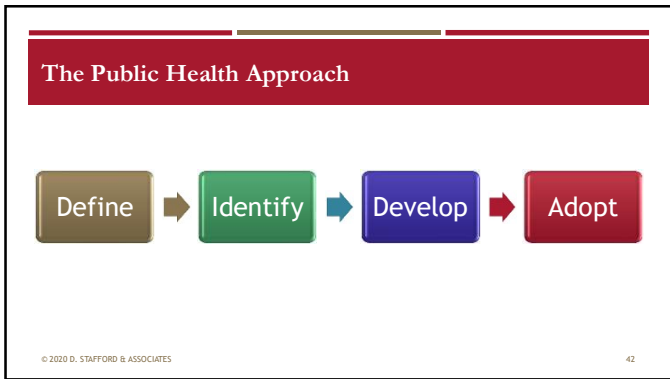 The Public Health Approach
Define
Identify
Develop
Adopt
© 2020 D. STAFFORD & ASSOCIATES
42